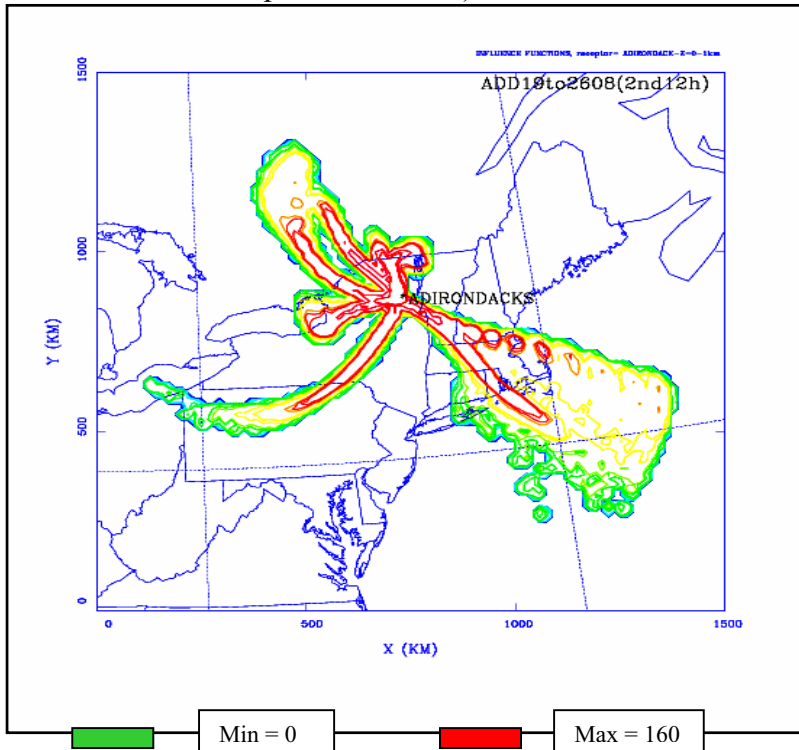 INFLUENCE FUNCTIONS, receptor= ADIRONDACK-Z=0-1km
ADD19to2608(2nd12h)
1500
1000
ADIRONDACKS
Y (KM)
500
0
0 500 1000 1500
X (KM)
Min = 0 Max = 160